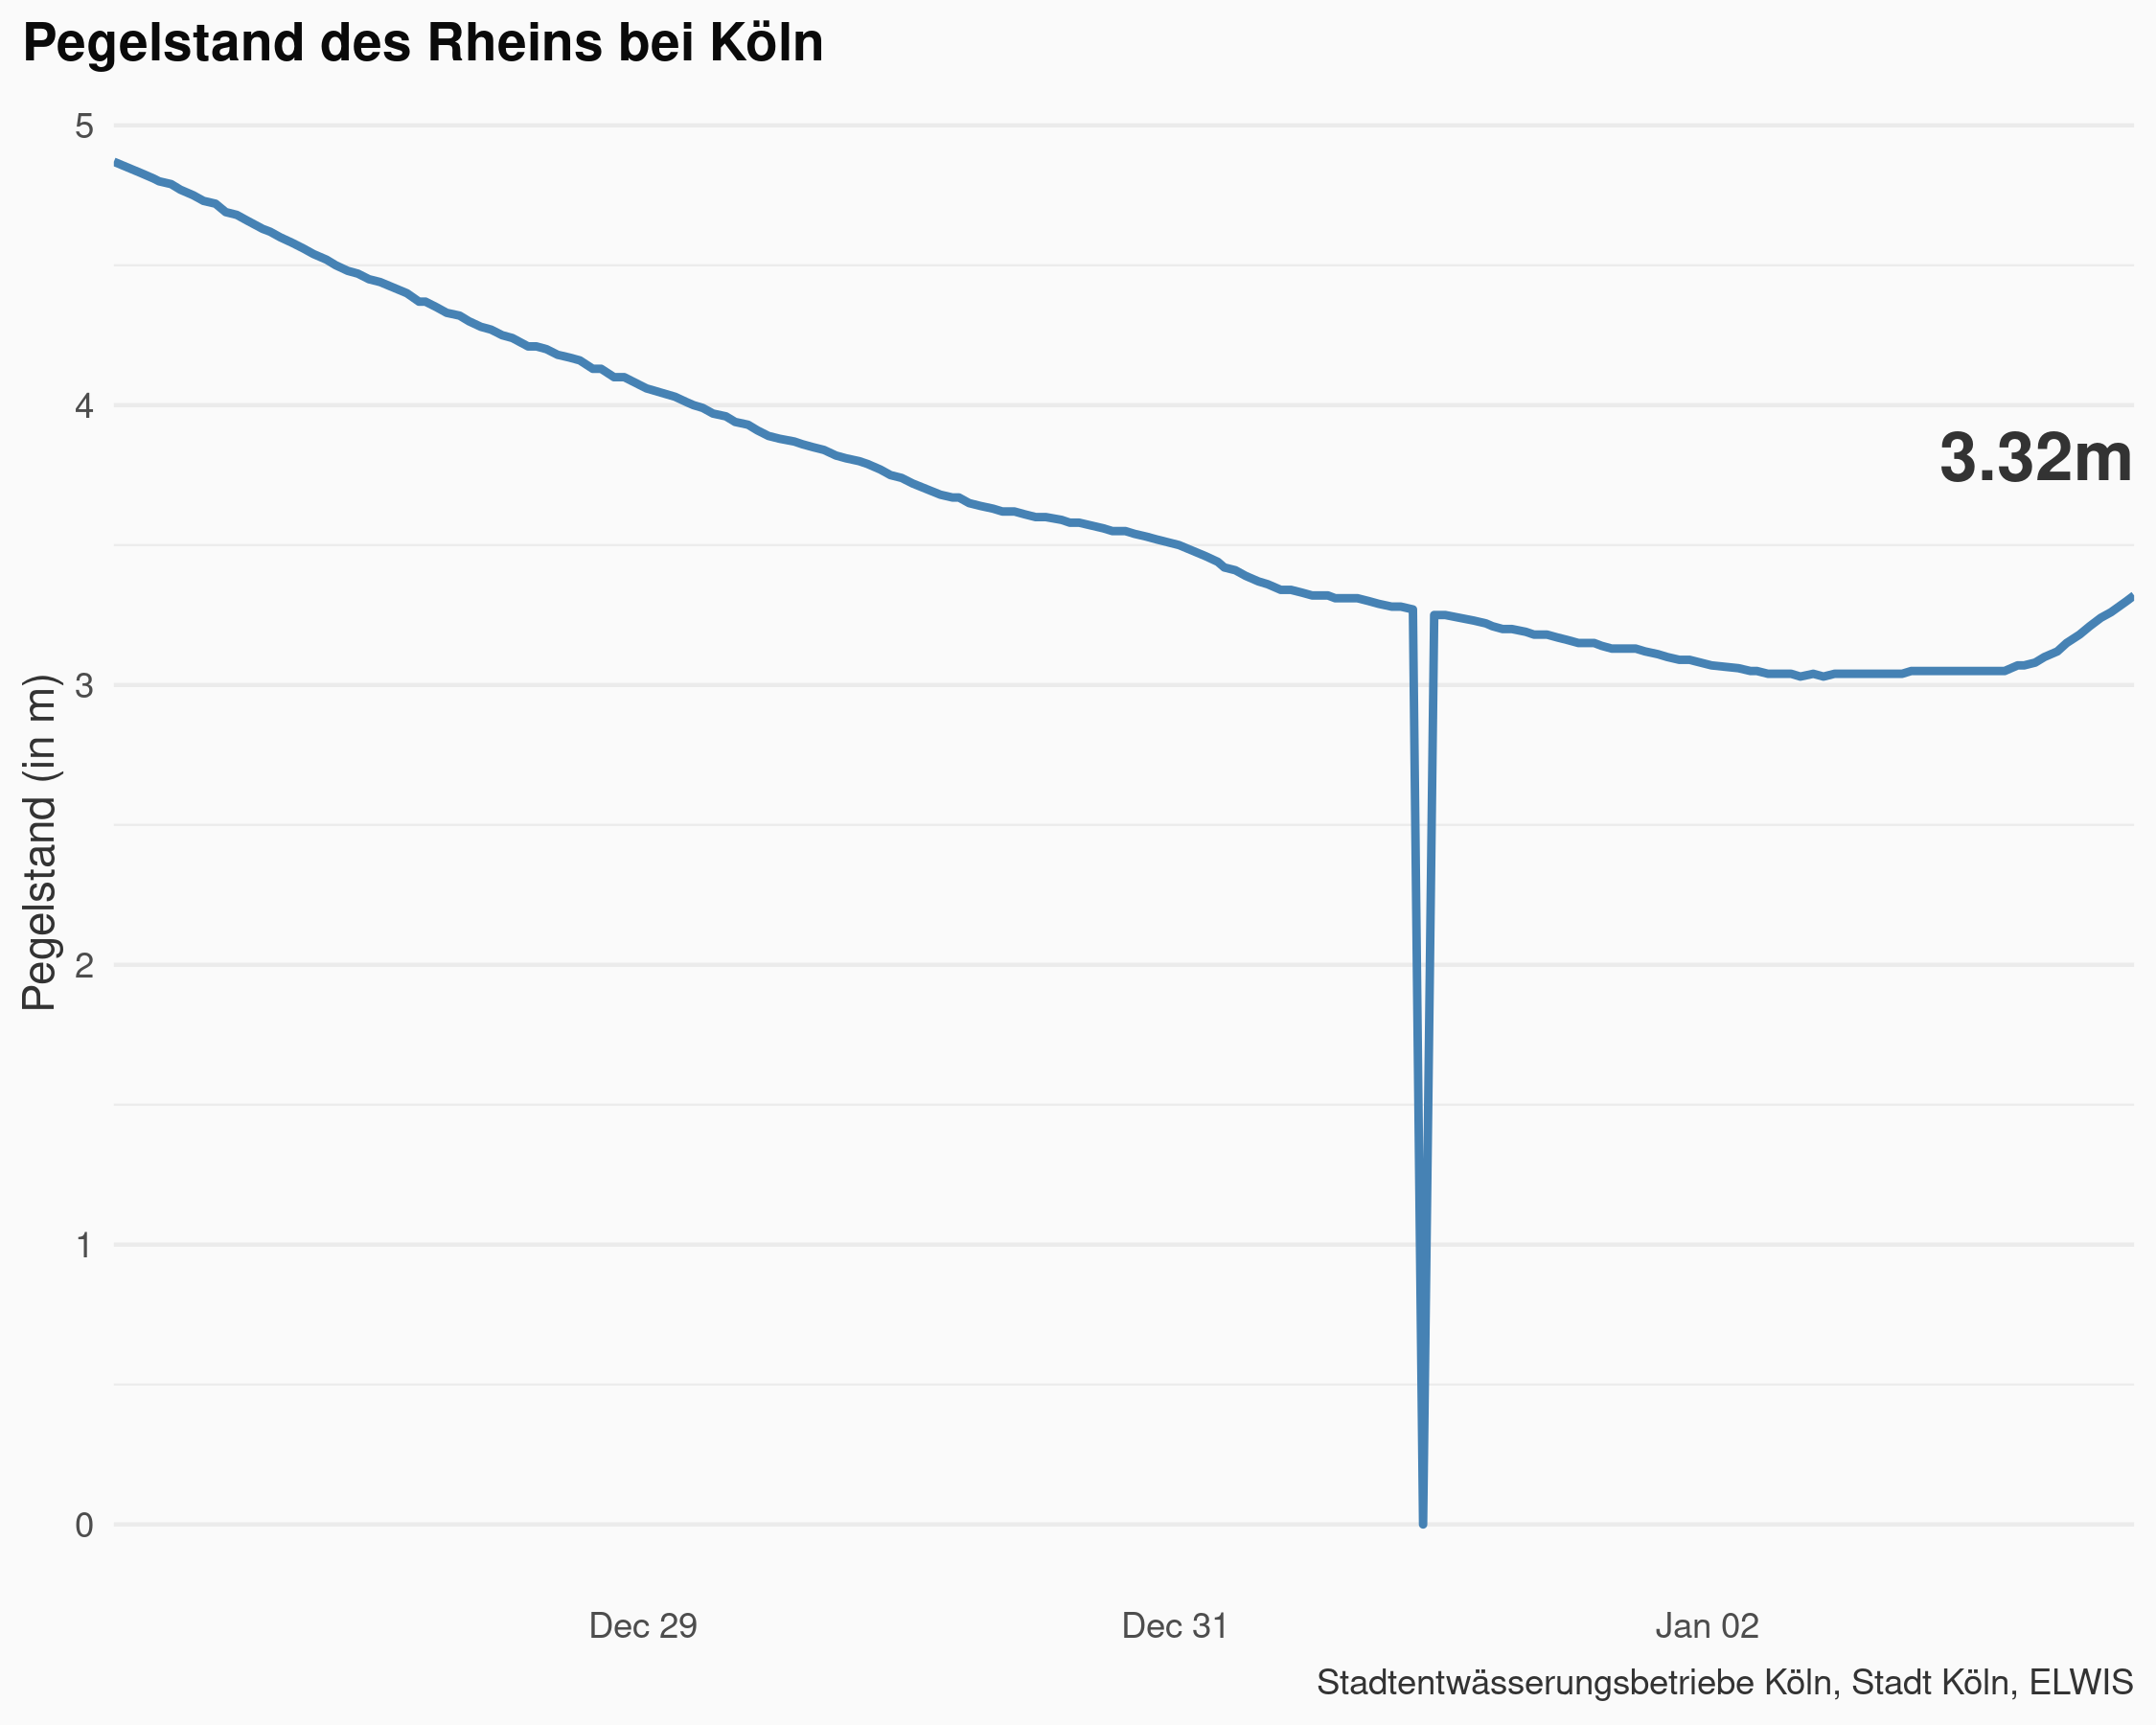 Pegelstand des Rheins bei Köln
5
4
3.32m
3
Pegelstand (in m)
2
1
0
Dec 29
Dec 31
Jan 02
Stadtentwässerungsbetriebe Köln, Stadt Köln, ELWIS